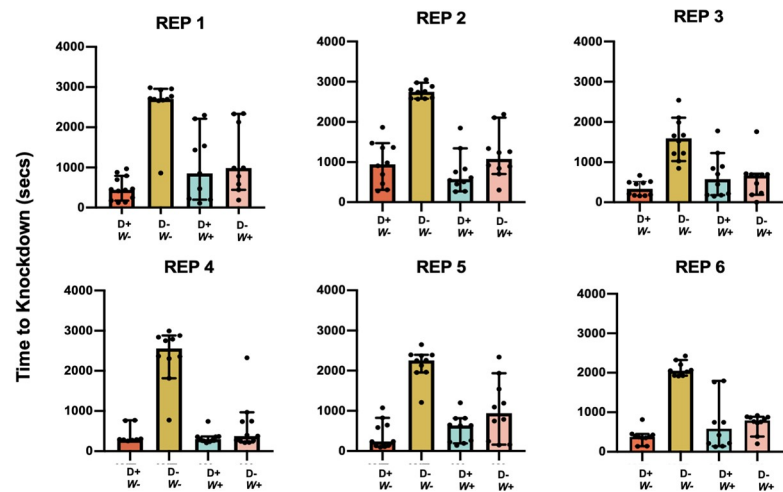 REP 1
REP 2
REP 3
Time to Knockdown (secs)
4000
3000
2000
1000
0
D+ D- D+ D-
W- W- W+ W+
4000
3000
2000
1000
0
D+ D- D+ D-
W- W- W+ W+
4000
3000
2000
1000
0
D+ D- D+ D-
W- W- W+ W+
REP 4
REP 5
REP 6
4000
3000
2000
1000
0
D+ D- D+ D-
W- W- W+ W+
4000
3000
2000
1000
0
D+ D- D+ D-
W- W- W+ W+
4000
3000
2000
1000
0
D+ D- D+ D-
W- W- W+ W+